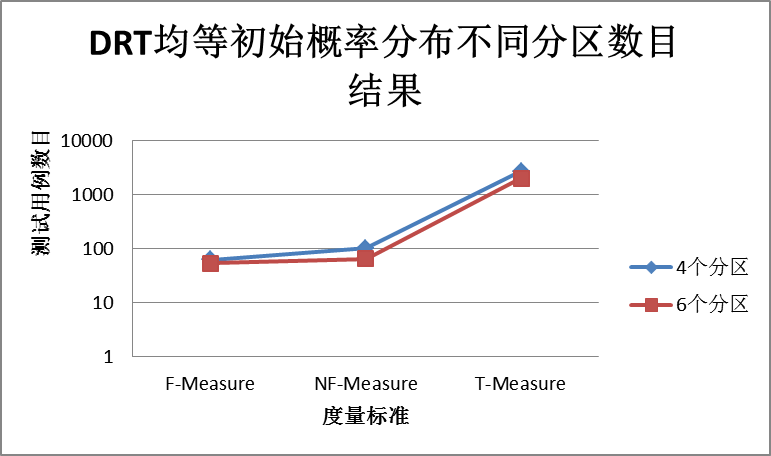 DRT均等初始概率分布不同分区数目
结果
测试用例数目
10000
1000
100
10
1
F-Measure
NF-Measure
T-Measure
度量标准
4个分区
6个分区